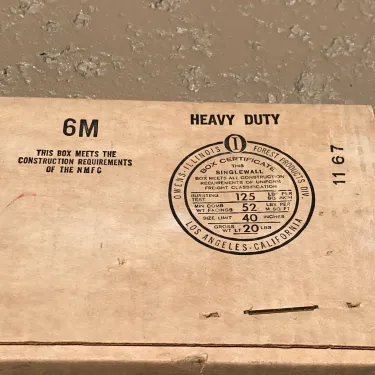 6M
THIS BOX MEETS THE
CONSTRUCTION REQUIREMENTS
OF THE N.M.F.C
HEAVY DUTY
OWENS-ILLINOIS FOREST PRODUCTS DIV.
BOX CERTIFICATE
THIS
SINGLEWALL
BOX MEETS ALL CONSTRUCTION
REQUIREMENTS OF UNIFORM
FREIGHT CLASSIFICATION
BURSTING TEST 125 LBS PER SQ INCH
MIN COMB WT FACINGS 52 LBS PER M SQ FT
SIZE LIMIT 40 INCHES
GROSS WT LT 20 LBS
LOS ANGELES-CALIFORNIA
11 67